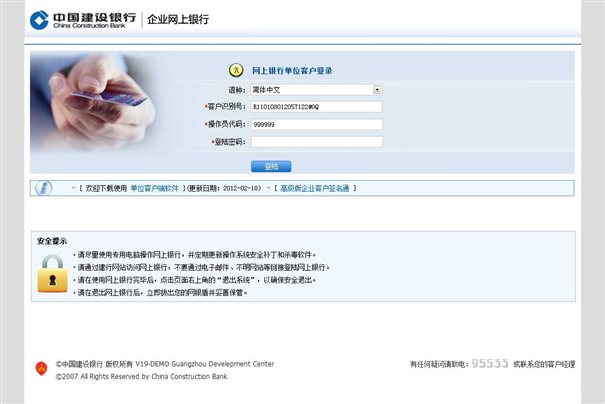 中国建设银行 企业网上银行
China Construction Bank
网上银行单位客户登录
语种： 简体中文
*客户识别号：
*操作员代码： 999999
*登陆密码：
登陆
^ [ 欢迎下载使用 单位客户端软件 ](更新日期：2012-02-18) ^ [ 高级版企业客户签名通 ]
安全提示
·请尽量使用专用电脑操作网上银行，并定期更新操作系统安全补丁和杀毒软件。
·请通过建行网站访问网上银行，不要通过电子邮件、不明网站等链接登陆网上银行。
·请在使用网上银行完毕后，点击页面右上角的“退出系统”，以确保安全退出。
·请在退出网上银行后，立即拔出您的网银盾并妥善保管。
©中国建设银行 版权所有 V19-DEMO Guangzhou Develepment Center
有任何疑问请致电：95533 或联系您的客户经理
©2007 All Rights Reserved by China Construction Bank